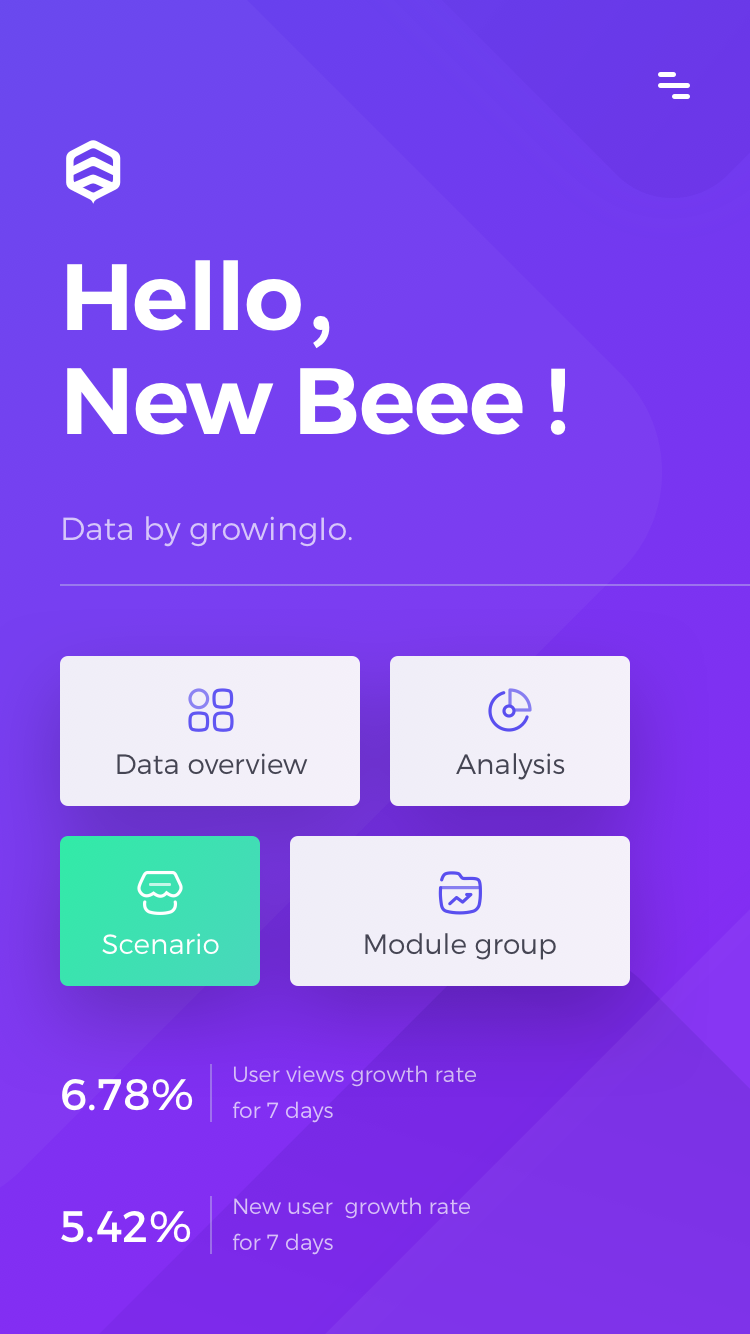 Hello,
New Beee !
Data by growingIo.
Data overview
Analysis
Scenario
Module group
6.78%
User views growth rate
for 7 days
5.42%
New user  growth rate
for 7 days